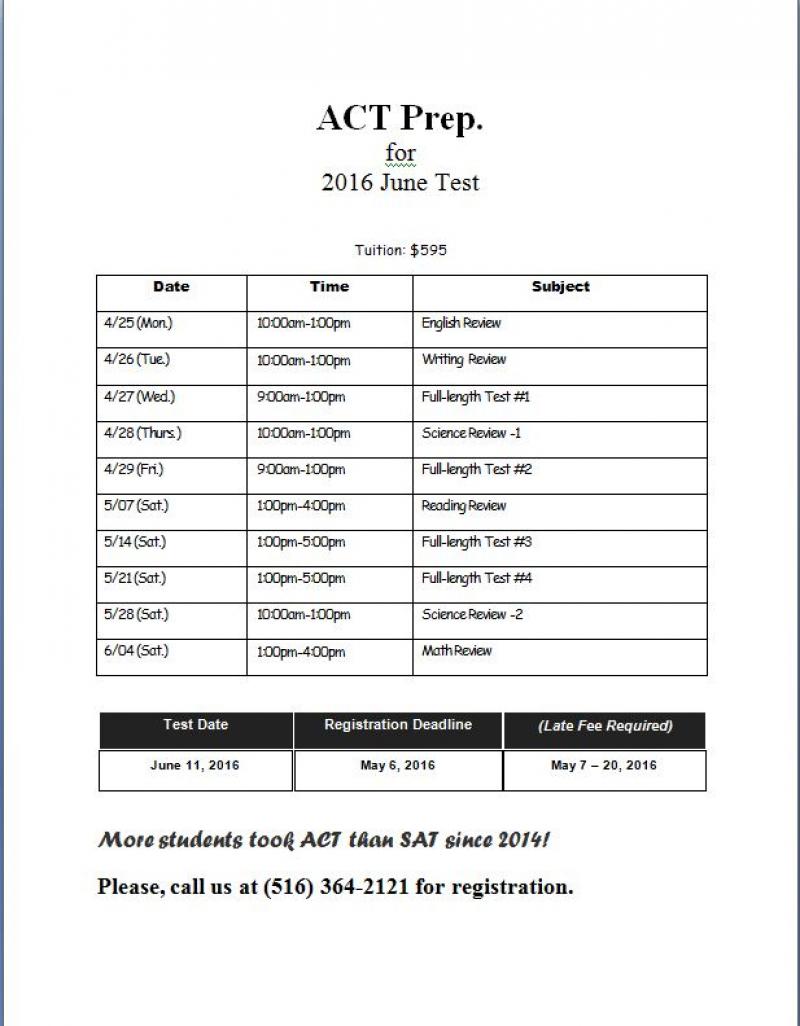 ACT Prep.
for
2016 June Test
Tuition: $595
Date Time Subject
4/25 (Mon.) 10:00am-1:00pm English Review
4/26 (Tue.) 10:00am-1:00pm Writing Review
4/27 (Wed.) 9:00am-1:00pm Full-length Test #1
4/28 (Thurs.) 10:00am-1:00pm Science Review -1
4/29 (Fri.) 9:00am-1:00pm Full-length Test #2
5/07 (Sat.) 1:00pm-4:00pm Reading Review
5/14 (Sat.) 1:00pm-5:00pm Full-length Test #3
5/21 (Sat.) 1:00pm-5:00pm Full-length Test #4
5/28 (Sat.) 10:00am-1:00pm Science Review -2
6/04 (Sat.) 1:00pm-4:00pm Math Review
Test Date Registration Deadline (Late Fee Required)
June 11, 2016 May 6, 2016 May 7 – 20, 2016
More students took ACT than SAT since 2014!
Please, call us at (516) 364-2121 for registration.